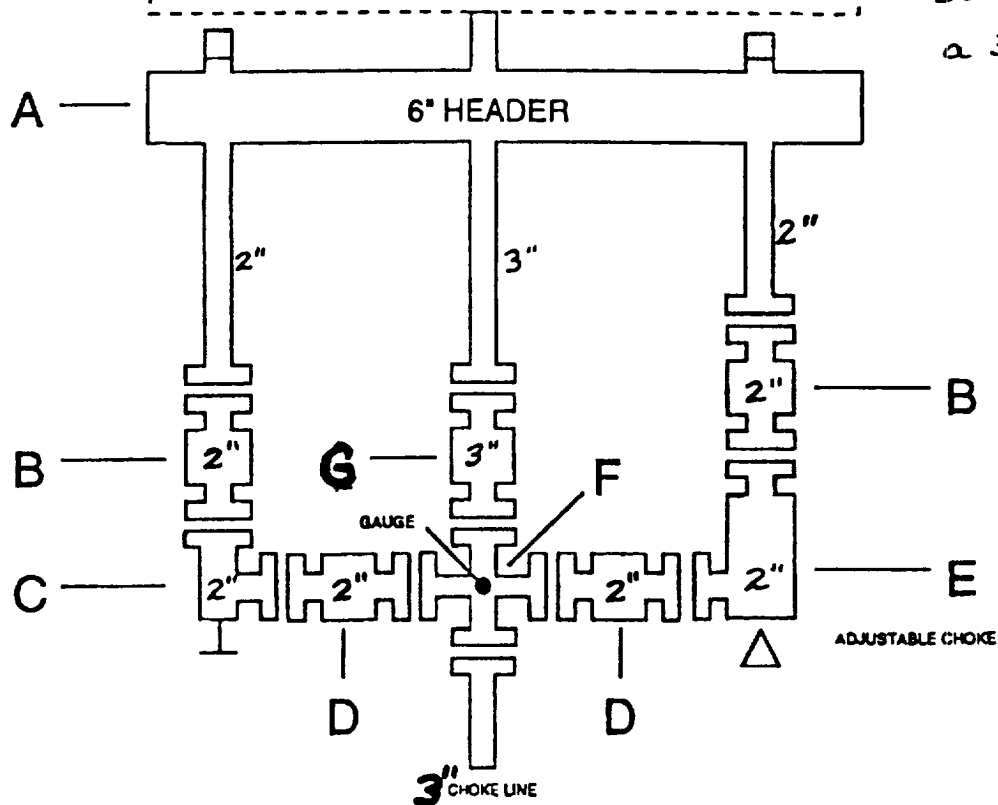 a
A
6" HEADER
2"
3"
2"
B
2"
G
3"
F
2"
B
GAUGE
C
2"
2"
2"
2"
E
ADJUSTABLE CHOKE
D
D
3" CHOKE LINE